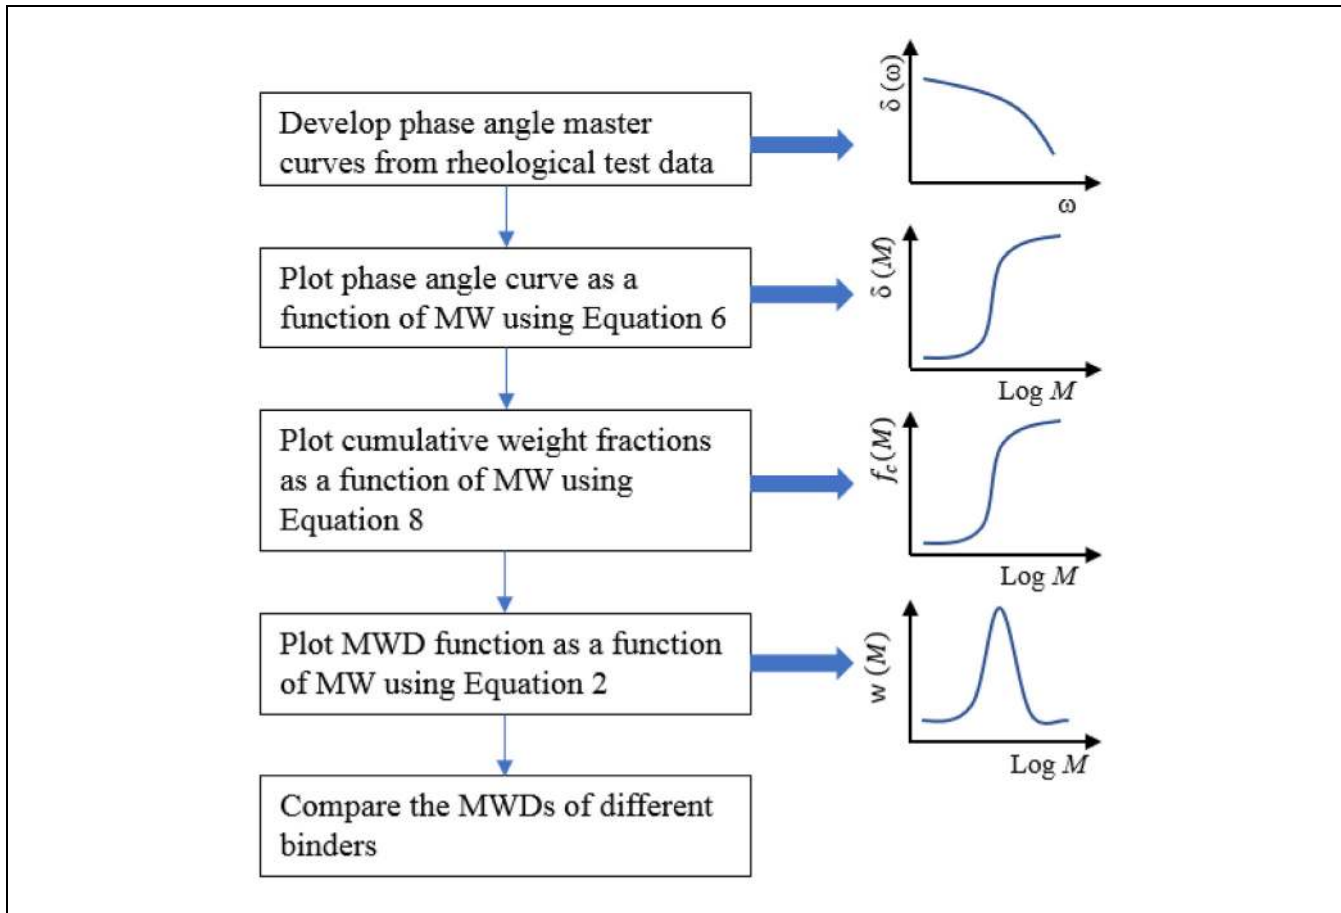 Develop phase angle master
curves from rheological test data
δ (ω)
ω
Plot phase angle curve as a
function of MW using Equation 6
δ (M)
Log M
Plot cumulative weight fractions
as a function of MW using
Equation 8
f_c(M)
Log M
Plot MWD function as a function
of MW using Equation 2
w (M)
Log M
Compare the MWDs of different
binders